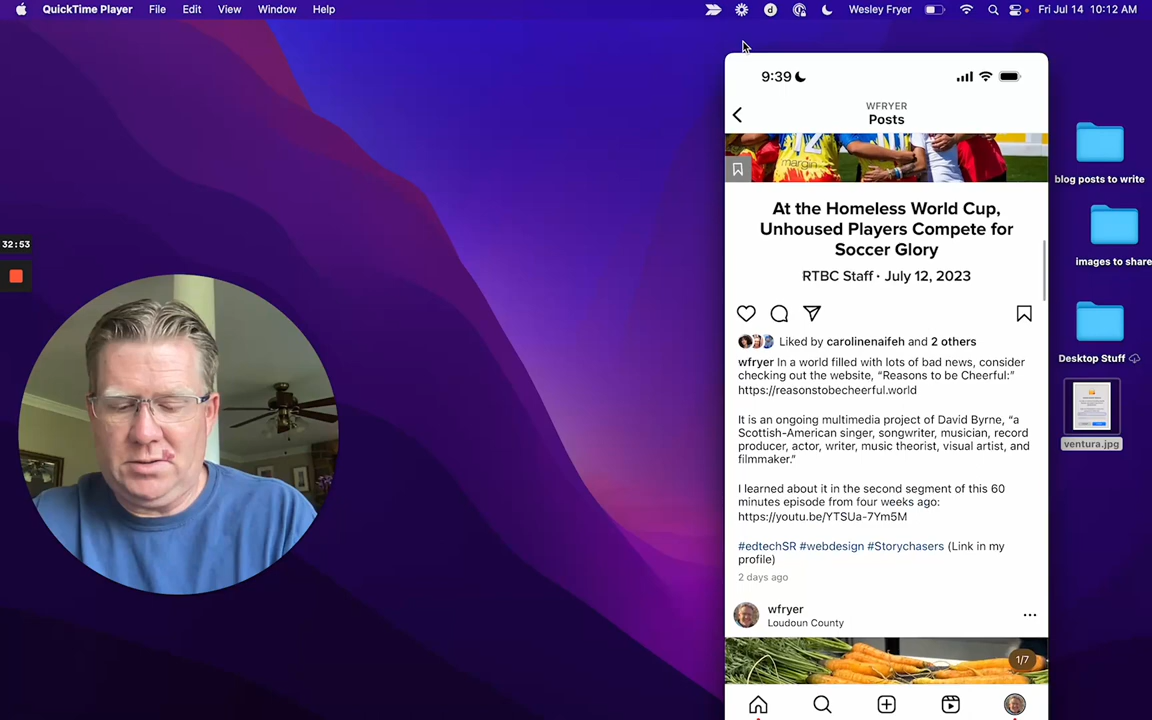 QuickTime Player File Edit View Window Help
Wesley Fryer Fri Jul 14 10:12 AM
32:53
9:39
WFRYER
Posts
12
margin
At the Homeless World Cup,
Unhoused Players Compete for
Soccer Glory
RTBC Staff · July 12, 2023
Liked by carolinenaifeh and 2 others
wfryer In a world filled with lots of bad news, consider
checking out the website, “Reasons to be Cheerful:”
https://reasonstobecheerful.world
It is an ongoing multimedia project of David Byrne, “a
Scottish-American singer, songwriter, musician, record
producer, actor, writer, music theorist, visual artist, and
filmmaker.”
I learned about it in the second segment of this 60
minutes episode from four weeks ago:
https://youtu.be/YTSUa-7Ym5M
#edtechSR #webdesign #Storychasers (Link in my
profile)
2 days ago
wfryer
Loudoun County
1/7
blog posts to write
images to share
Desktop Stuff
ventura.jpg